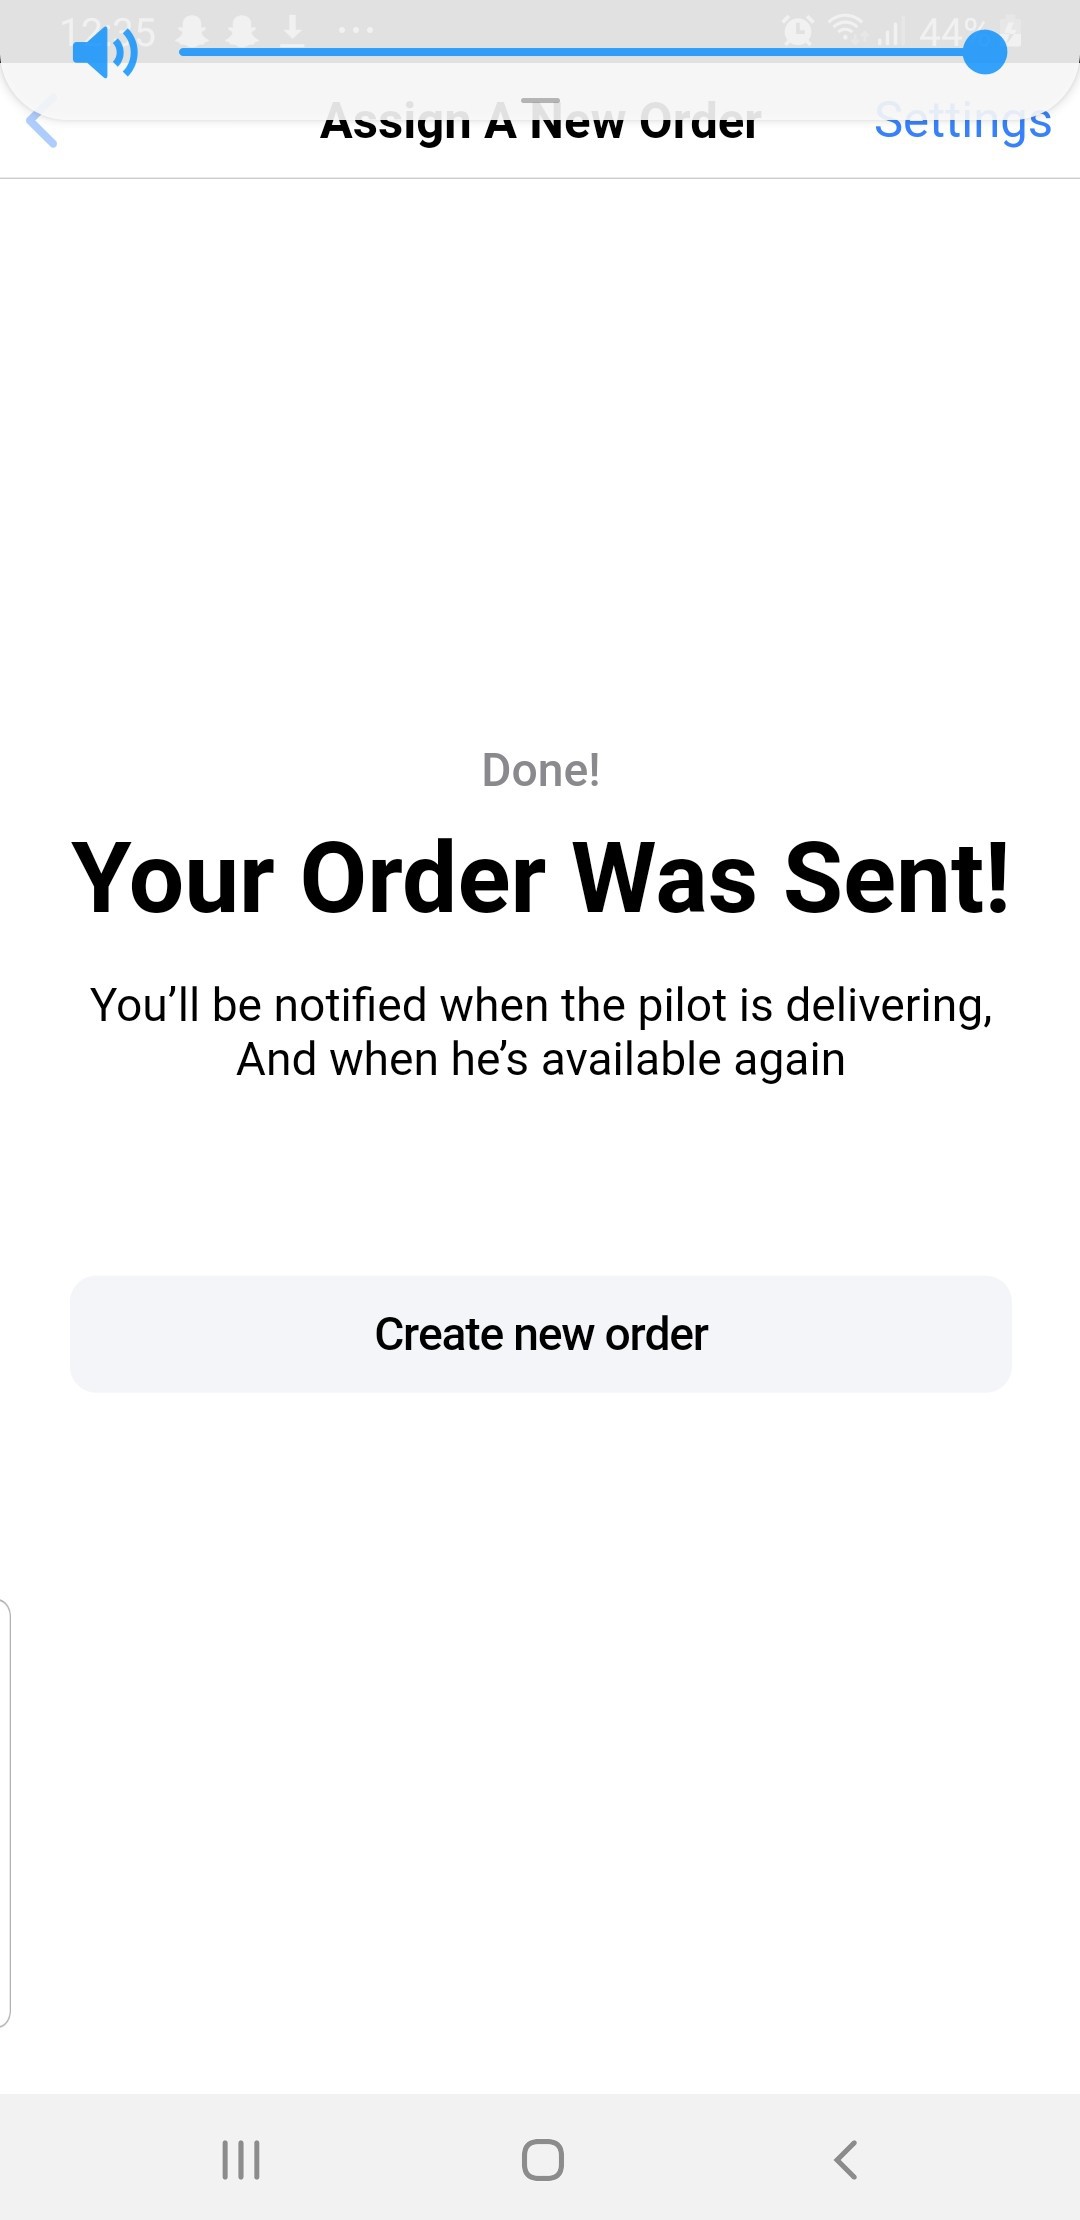 12:35
44%
Assign A New Order
Settings
Done!
Your Order Was Sent!
You’ll be notified when the pilot is delivering,
And when he’s available again
Create new order